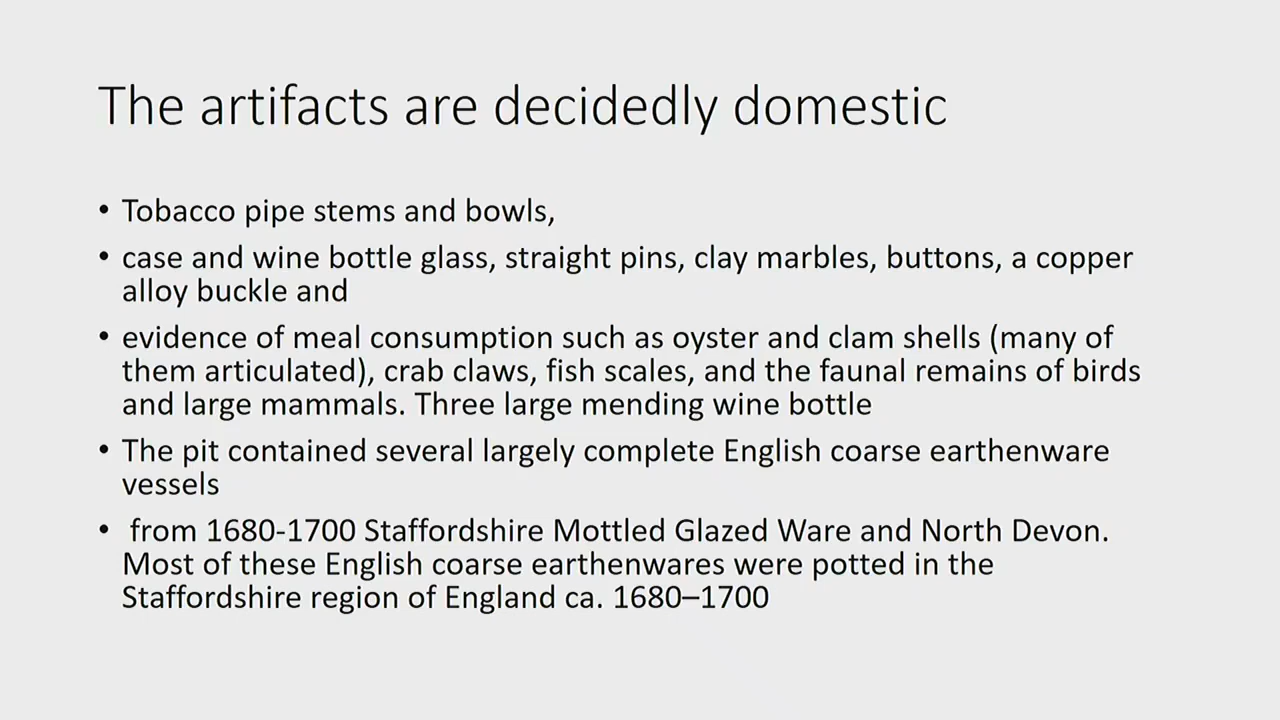 The artifacts are decidedly domestic
• Tobacco pipe stems and bowls,
• case and wine bottle glass, straight pins, clay marbles, buttons, a copper
alloy buckle and
• evidence of meal consumption such as oyster and clam shells (many of
them articulated), crab claws, fish scales, and the faunal remains of birds
and large mammals. Three large mending wine bottle
• The pit contained several largely complete English coarse earthenware
vessels
• from 1680-1700 Staffordshire Mottled Glazed Ware and North Devon.
Most of these English coarse earthenwares were potted in the
Staffordshire region of England ca. 1680–1700